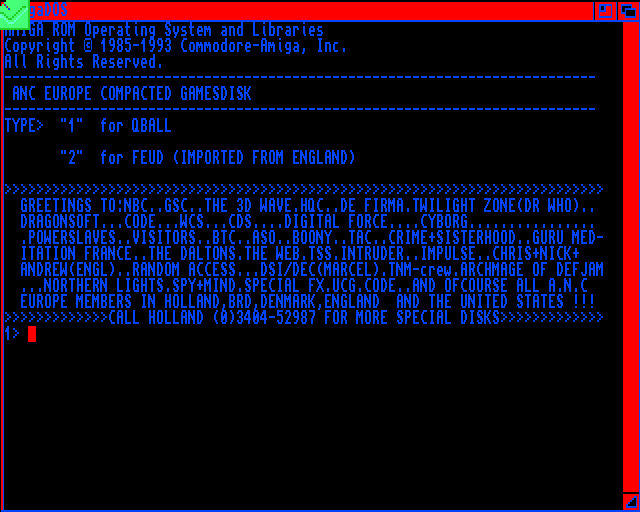 AmigaDOS
AMIGA ROM Operating System and Libraries
Copyright © 1985-1993 Commodore-Amiga, Inc.
All Rights Reserved.
--------------------------------------------------------------------------
ANC EUROPE COMPACTED GAMESDISK
--------------------------------------------------------------------------
TYPE> "1" for QBALL
"2" for FEUD (IMPORTED FROM ENGLAND)
>>>>>>>>>>>>>>>>>>>>>>>>>>>>>>>>>>>>>>>>>>>>>>>>>>>>>>>>>>>>>>>>>>>>>>>>>>>
GREETINGS TO:NBC..GSC..THE 3D WAVE.HQC..DE FIRMA.TWILIGHT ZONE(DR WHO)..
DRAGONSOFT...CODE...WCS...CDS....DIGITAL FORCE....CYBORG................
.POWERSLAVES..VISITORS..BTC..ASO..BOONY..TAC..CRIME+SISTERHOOD..GURU MED-
ITATION FRANCE..THE DALTONS.THE WEB.TSS.INTRUDER..IMPULSE..CHRIS+NICK+
ANDREW(ENGL)..RANDOM ACCESS...DSI/DEC(MARCEL).TNM-crew.ARCHMAGE OF DEFJAM
...NORTHERN LIGHTS.SPY+MIND.SPECIAL FX.UCG.CODE..AND OFCOURSE ALL A.N.C
EUROPE MEMBERS IN HOLLAND,BRD,DENMARK,ENGLAND  AND THE UNITED STATES !!!
>>>>>>>>>>>>>CALL HOLLAND (0)3404-52987 FOR MORE SPECIAL DISKS>>>>>>>>>>>>>
1>